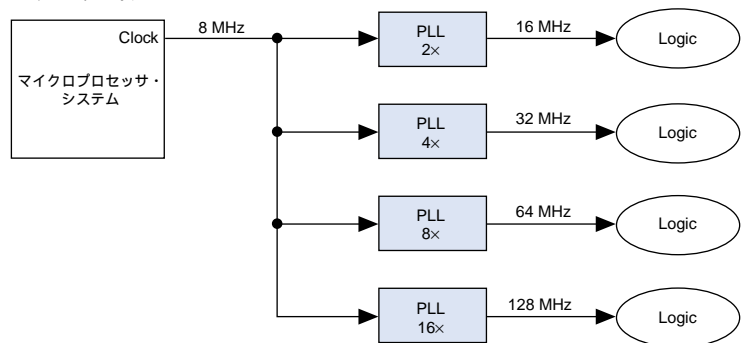 Clock
8 MHz
マイクロプロセッサ・
システム
PLL
2×
16 MHz
Logic
PLL
4×
32 MHz
Logic
PLL
8×
64 MHz
Logic
PLL
16×
128 MHz
Logic